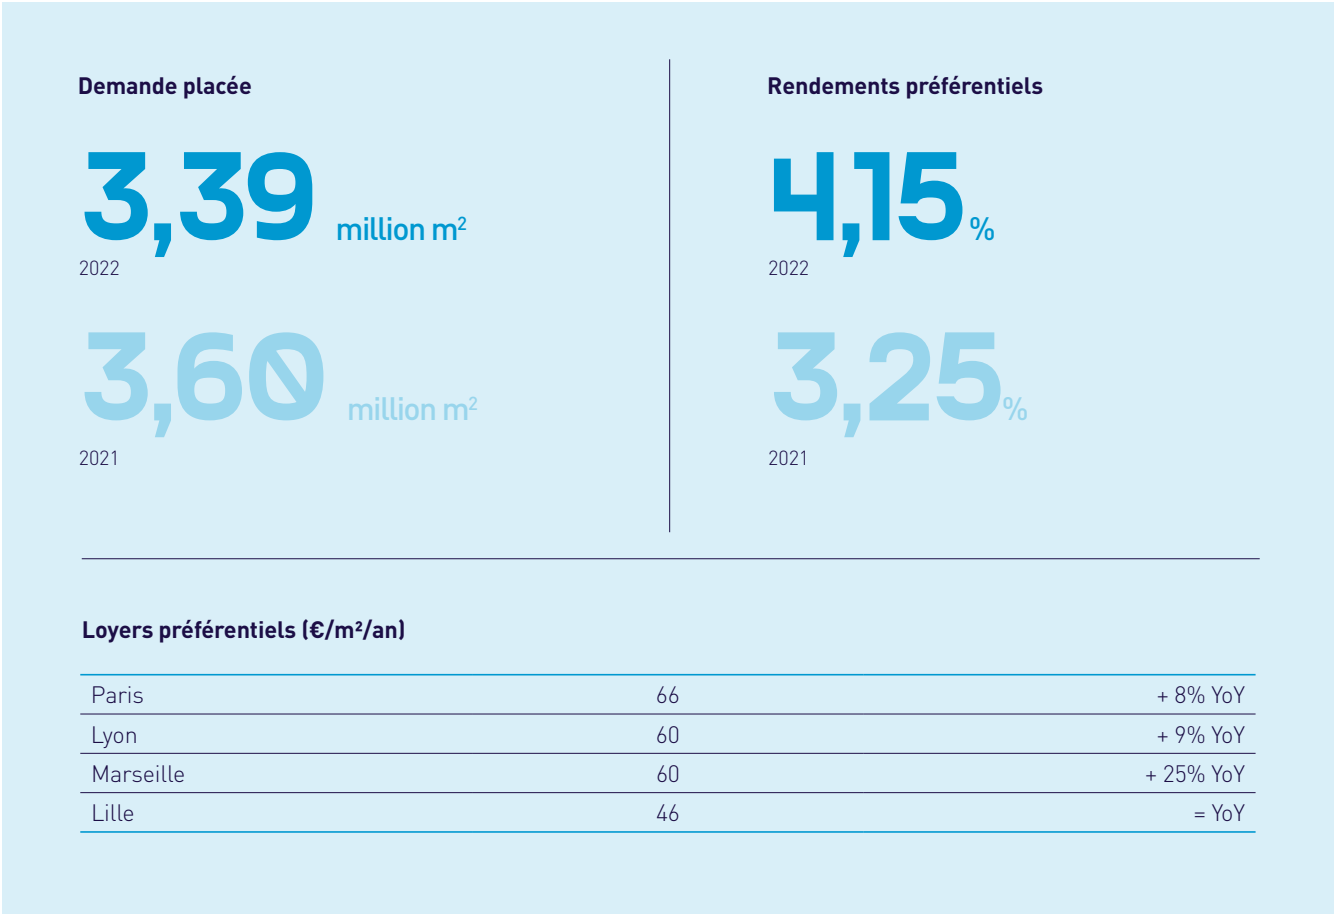 Demande placée
3,39 million m²
2022
3,60 million m²
2021
Rendements préférentiels
4,15 %
2022
3,25 %
2021
Loyers préférentiels (€/m²/an)
Paris 66 + 8% YoY
Lyon 60 + 9% YoY
Marseille 60 + 25% YoY
Lille 46 = YoY